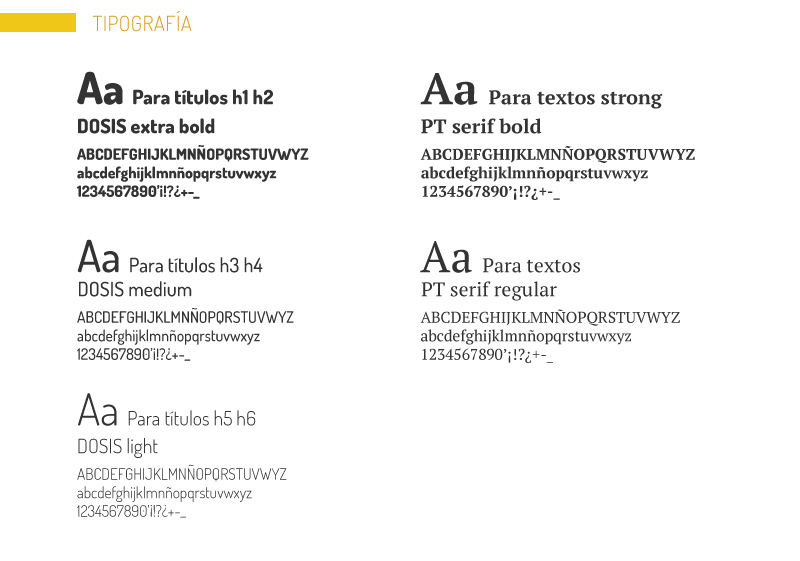 TIPOGRAFÍA
Aa Para títulos h1 h2
DOSIS extra bold
ABCDEFGHIJKLMNÑOPQRSTUVWYZ
abcdefghijklmnñopqrstuvwxyz
1234567890'¡!?¿+-_
Aa Para textos strong
PT serif bold
ABCDEFGHIJKLMNÑOPQRSTUVWYZ
abcdefghijklmnñopqrstuvwxyz
1234567890’¡!?¿+-_
Aa Para títulos h3 h4
DOSIS medium
ABCDEFGHIJKLMNÑOPQRSTUVWYZ
abcdefghijklmnñopqrstuvwxyz
1234567890'¡!?¿+-_
Aa Para textos
PT serif regular
ABCDEFGHIJKLMNÑOPQRSTUVWYZ
abcdefghijklmnñopqrstuvwxyz
1234567890’¡!?¿+-_
Aa Para títulos h5 h6
DOSIS light
ABCDEFGHIJKLMNÑOPQRSTUVWYZ
abcdefghijklmnñopqrstuvwxyz
1234567890'¡!?¿+-_